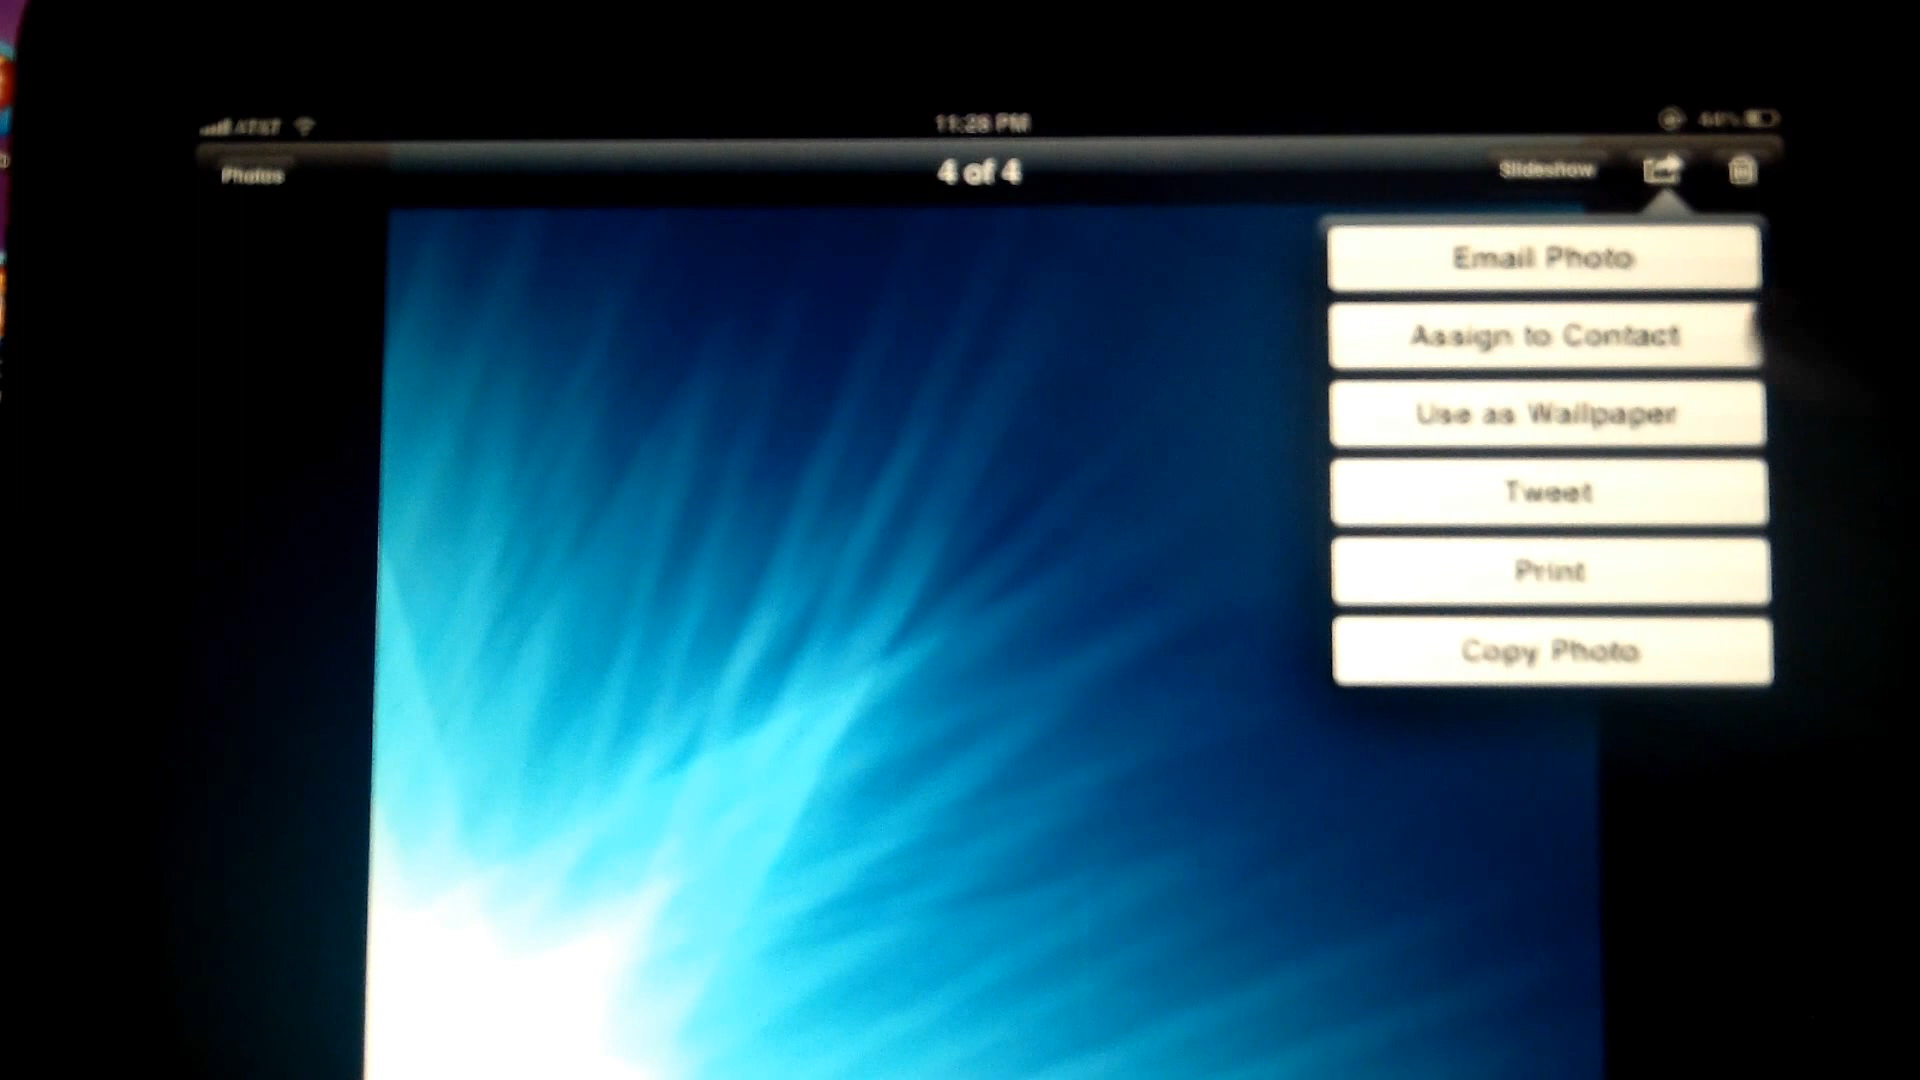 AT&T
11:28 PM
44%
Photos
4 of 4
Slideshow
Email Photo
Assign to Contact
Use as Wallpaper
Tweet
Print
Copy Photo